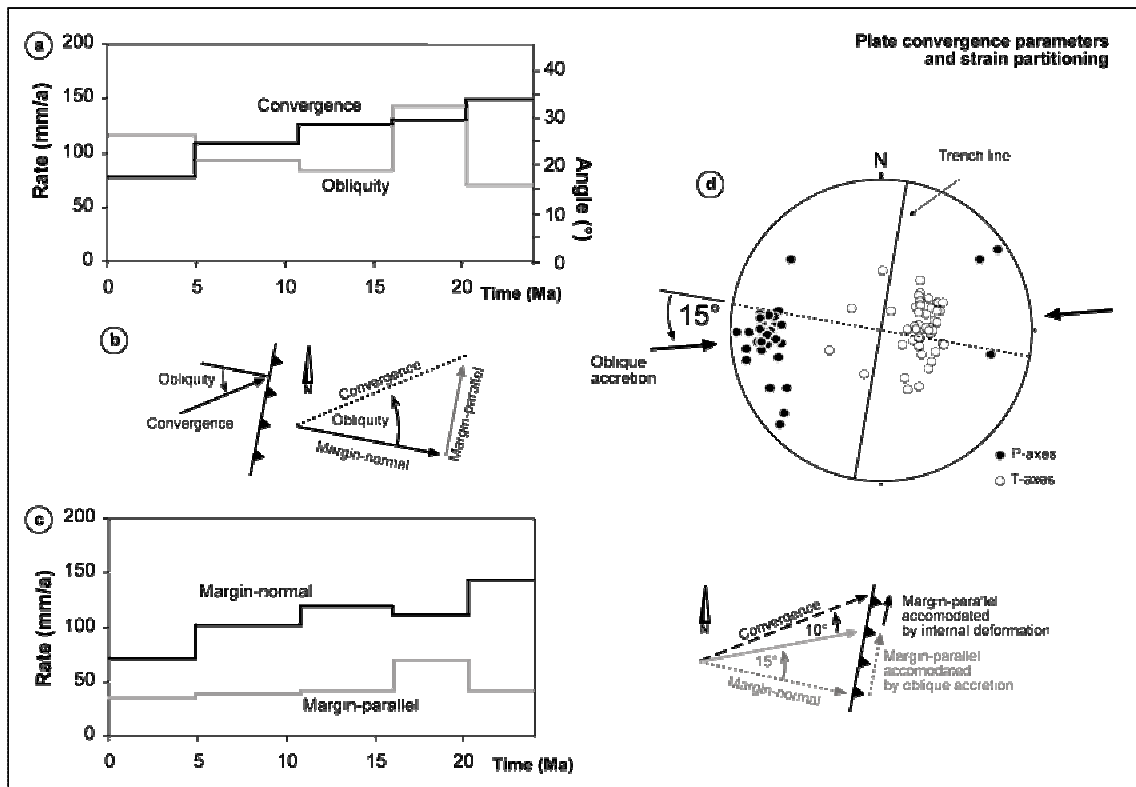 Plate convergence parameters
and strain partitioning
a
200
150
100
50
0
Rate (mm/a)
Convergence
Obliquity
40
30
20
10
0
Angle (°)
0
5
10
15
20
Time (Ma)
b
Obliquity
Convergence
N
Convergence
Obliquity
Margin-normal
Margin-parallel
c
200
150
100
50
0
Rate (mm/a)
Margin-normal
Margin-parallel
0
5
10
15
20
Time (Ma)
d
N
Trench line
15°
Oblique
accretion
P-axes
T-axes
N
Convergence
10°
15°
Margin-normal
Margin-parallel
accomodated
by internal deformation
Margin-parallel
accomodated
by oblique accretion